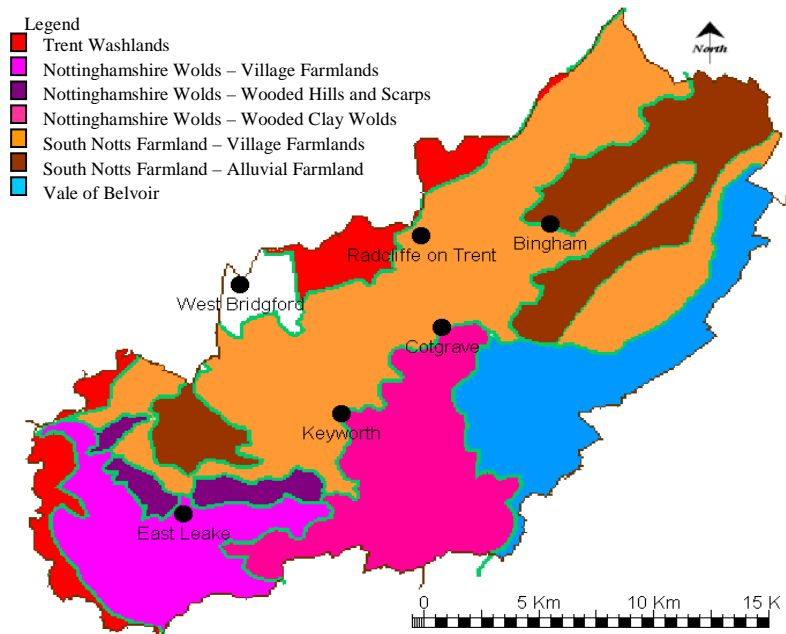 Legend
Trent Washlands
Nottinghamshire Wolds – Village Farmlands
Nottinghamshire Wolds – Wooded Hills and Scarps
Nottinghamshire Wolds – Wooded Clay Wolds
South Notts Farmland – Village Farmlands
South Notts Farmland – Alluvial Farmland
Vale of Belvoir
North
Radcliffe on Trent
Bingham
West Bridgford
Cotgrave
Keyworth
East Leake
0 5 Km 10 Km 15 K